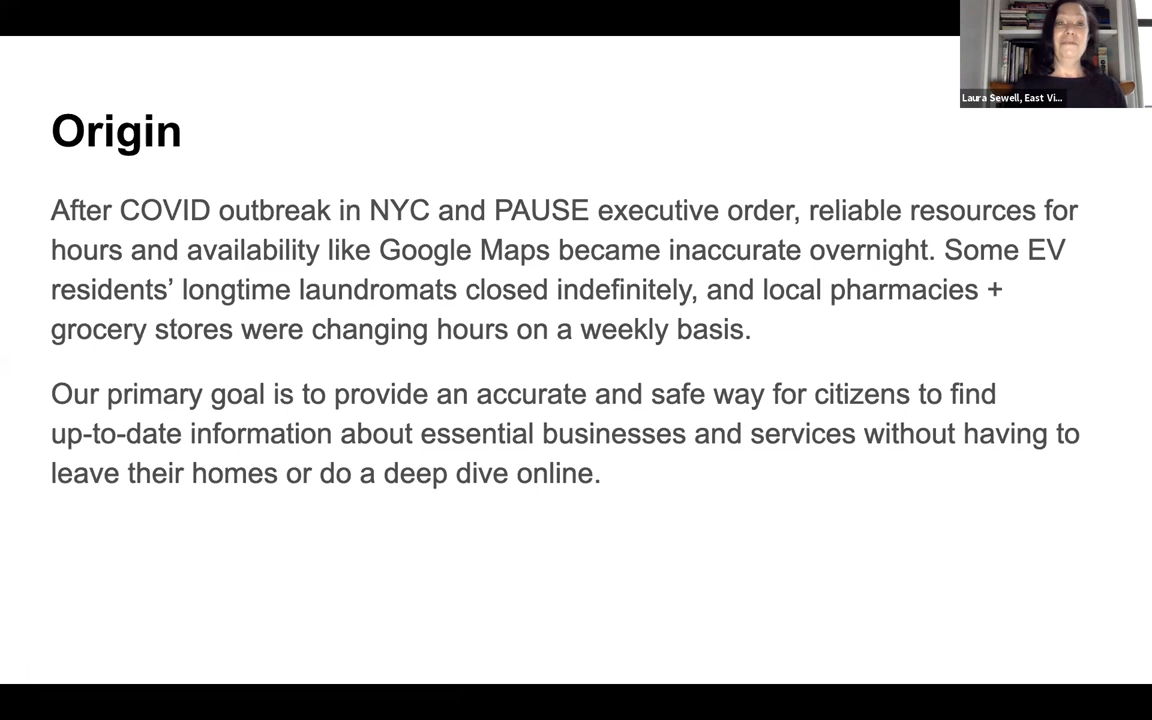 Laura Sewell, East Vi...
Origin
After COVID outbreak in NYC and PAUSE executive order, reliable resources for
hours and availability like Google Maps became inaccurate overnight. Some EV
residents’ longtime laundromats closed indefinitely, and local pharmacies +
grocery stores were changing hours on a weekly basis.
Our primary goal is to provide an accurate and safe way for citizens to find
up-to-date information about essential businesses and services without having to
leave their homes or do a deep dive online.